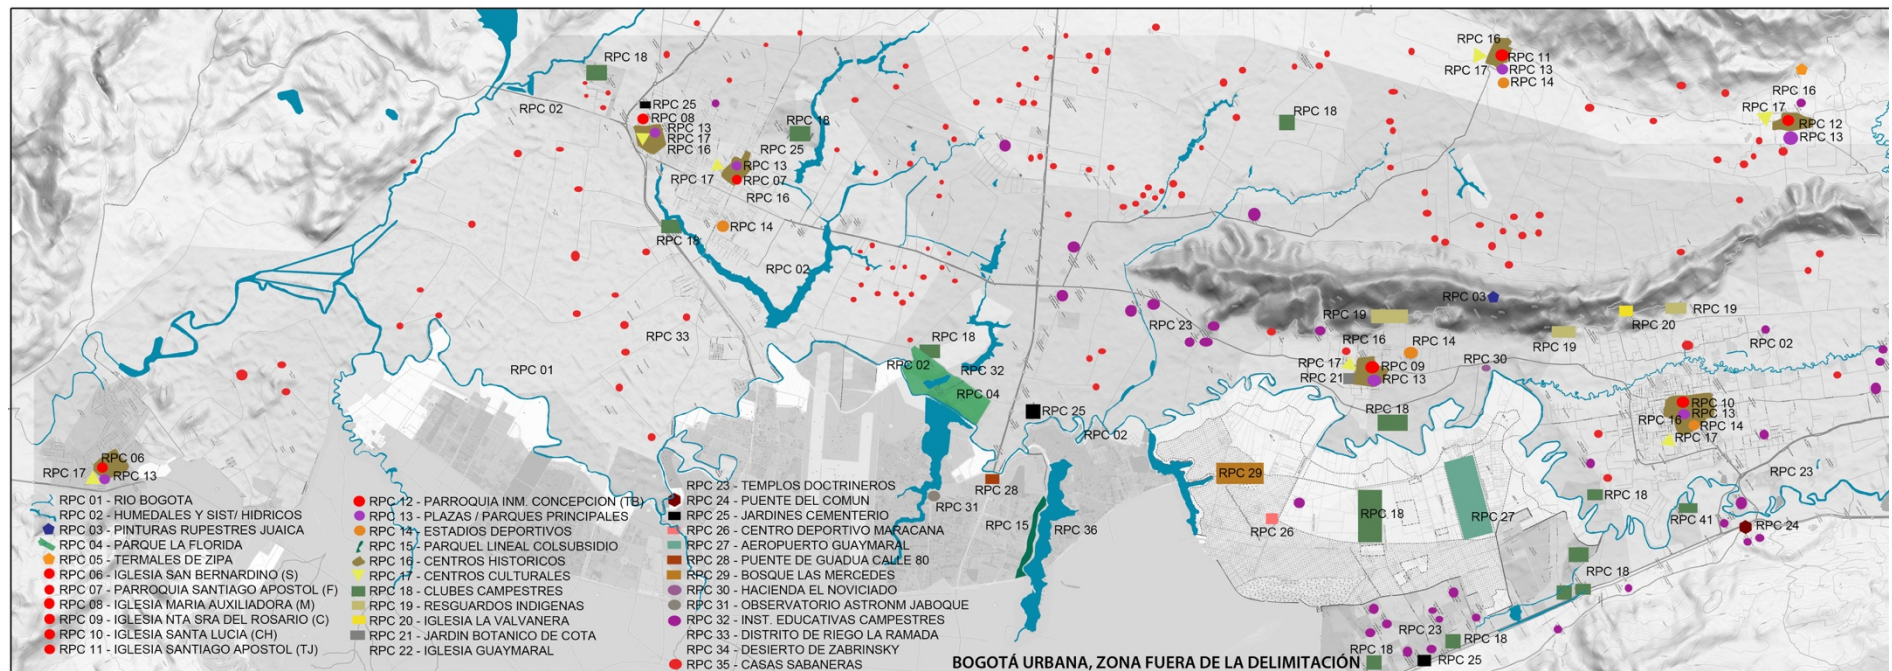 RPC 16
RPC 11
RPC 18
RPC 17
RPC 13
RPC 14
RPC 16
RPC 02
RPC 25
RPC 08
RPC 18
RPC 18
RPC 17
RPC 12
RPC 13
RPC 13
RPC 17
RPC 16
RPC 25
RPC 13
RPC 17
RPC 07
RPC 16
RPC 18
RPC 14
RPC 02
RPC 03
RPC 19
RPC 19
RPC 20
RPC 33
RPC 23
RPC 18
RPC 16
RPC 14
RPC 19
RPC 02
RPC 01
RPC 02
RPC 32
RPC 17
RPC 09
RPC 30
RPC 21
RPC 13
RPC 04
RPC 25
RPC 18
RPC 10
RPC 13
RPC 16
RPC 14
RPC 17
RPC 02
RPC 06
RPC 17
RPC 13
RPC 29
RPC 23
RPC 28
RPC 31
RPC 15
RPC 36
RPC 26
RPC 18
RPC 27
RPC 18
RPC 41
RPC 24
RPC 18
RPC 23
RPC 18
RPC 18
RPC 25
RPC 01 - RIO BOGOTA
RPC 02 - HUMEDALES Y SIST/ HIDRICOS
RPC 03 - PINTURAS RUPESTRES JUAICA
RPC 04 - PARQUE LA FLORIDA
RPC 05 - TERMALES DE ZIPA
RPC 06 - IGLESIA SAN BERNARDINO (S)
RPC 07 - PARROQUIA SANTIAGO APOSTOL (F)
RPC 08 - IGLESIA MARIA AUXILIADORA (M)
RPC 09 - IGLESIA NTA SRA DEL ROSARIO (C)
RPC 10 - IGLESIA SANTA LUCIA (CH)
RPC 11 - IGLESIA SANTIAGO APOSTOL (TJ)
RPC 12 - PARROQUIA INM. CONCEPCION (TB)
RPC 13 - PLAZAS / PARQUES PRINCIPALES
RPC 14 - ESTADIOS DEPORTIVOS
RPC 15 - PARQUEL LINEAL COLSUBSIDIO
RPC 16 - CENTROS HISTORICOS
RPC 17 - CENTROS CULTURALES
RPC 18 - CLUBES CAMPESTRES
RPC 19 - RESGUARDOS INDIGENAS
RPC 20 - IGLESIA LA VALVANERA
RPC 21 - JARDIN BOTANICO DE COTA
RPC 22 - IGLESIA GUAYMARAL
RPC 23 - TEMPLOS DOCTRINEROS
RPC 24 - PUENTE DEL COMUN
RPC 25 - JARDINES CEMENTERIO
RPC 26 - CENTRO DEPORTIVO MARACANA
RPC 27 - AEROPUERTO GUAYMARAL
RPC 28 - PUENTE DE GUADUA CALLE 80
RPC 29 - BOSQUE LAS MERCEDES
RPC 30 - HACIENDA EL NOVICIADO
RPC 31 - OBSERVATORIO ASTRONM JABOQUE
RPC 32 - INST. EDUCATIVAS CAMPESTRES
RPC 33 - DISTRITO DE RIEGO LA RAMADA
RPC 34 - DESIERTO DE ZABRINSKY
RPC 35 - CASAS SABANERAS
BOGOTÁ URBANA, ZONA FUERA DE LA DELIMITACIÓN